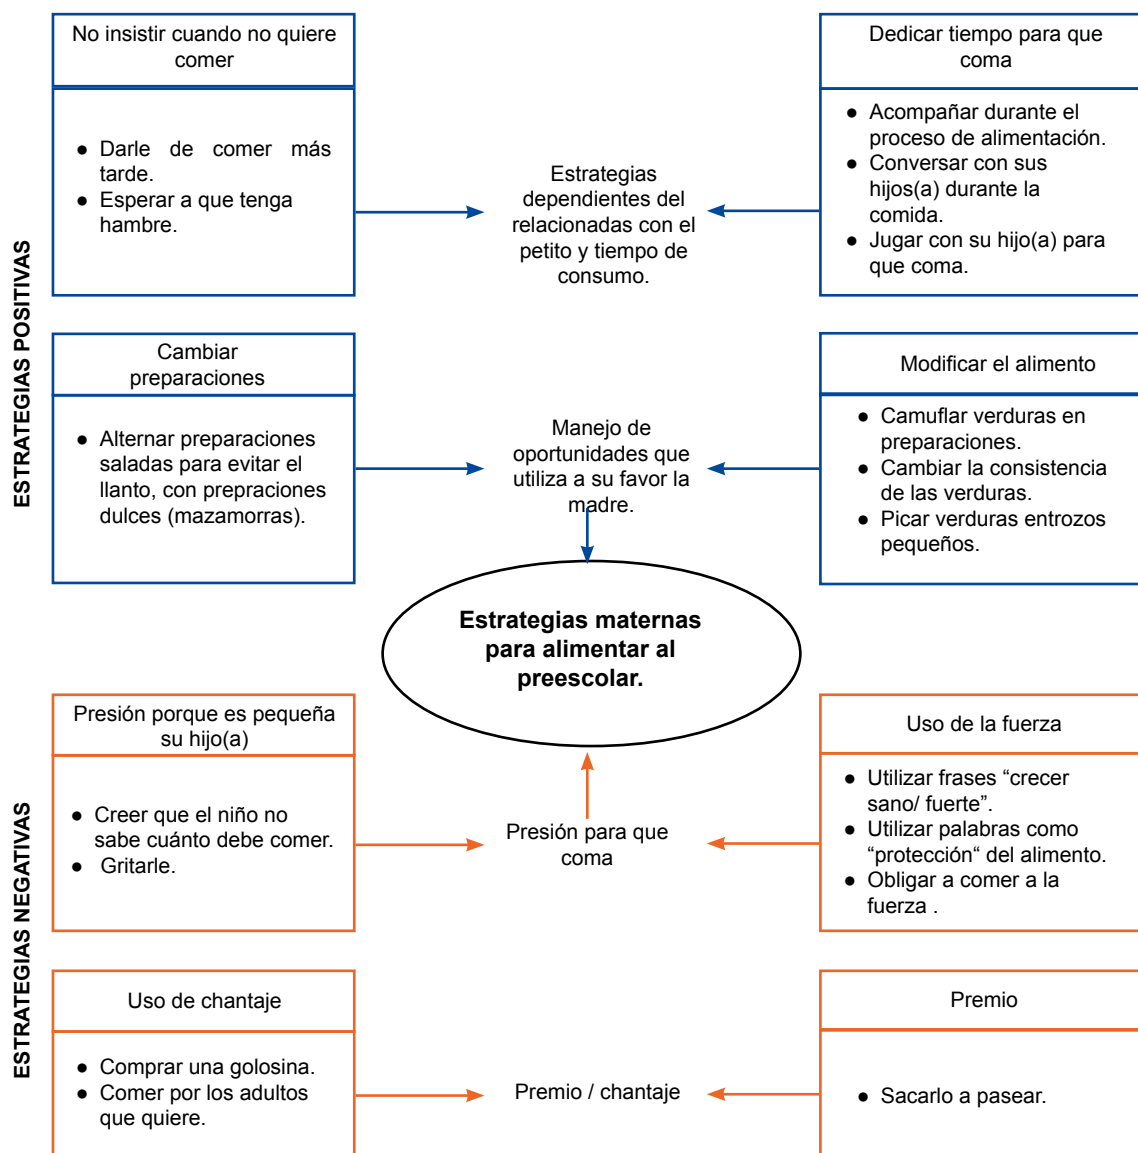 ESTRATEGIAS POSITIVAS
No insistir cuando no quiere
comer
● Darle de comer más
tarde.
● Esperar a que tenga
hambre.
Estrategias
dependientes del
relacionadas con el
petito y tiempo de
consumo.
Dedicar tiempo para que
coma
● Acompañar durante el
proceso de alimentación.
● Conversar con sus
hijos(a) durante la
comida.
● Jugar con su hijo(a) para
que coma.
Cambiar
preparaciones
● Alternar preparaciones
saladas para evitar el
llanto, con prepraciones
dulces (mazamorras).
Manejo de
oportunidades que
utiliza a su favor la
madre.
Modificar el alimento
● Camuflar verduras en
preparaciones.
● Cambiar la consistencia
de las verduras.
● Picar verduras entrozos
pequeños.
Estrategias maternas
para alimentar al
preescolar.
ESTRATEGIAS NEGATIVAS
Presión porque es pequeña
su hijo(a)
● Creer que el niño no
sabe cuánto debe comer.
● Gritarle.
Presión para que
coma
Uso de la fuerza
● Utilizar frases “crecer
sano/ fuerte”.
● Utilizar palabras como
“protección“ del alimento.
● Obligar a comer a la
fuerza .
Uso de chantaje
● Comprar una golosina.
● Comer por los adultos
que quiere.
Premio / chantaje
Premio
● Sacarlo a pasear.